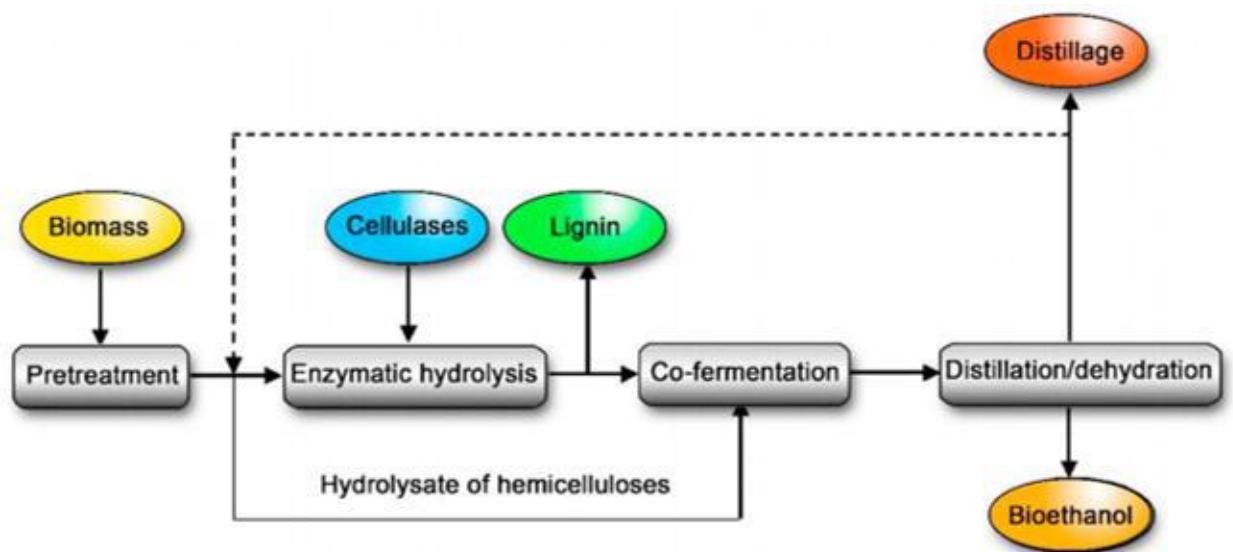 Distillage
Biomass
Cellulases
Lignin
Pretreatment
Enzymatic hydrolysis
Co-fermentation
Distillation/dehydration
Hydrolysate of hemicelluloses
Bioethanol